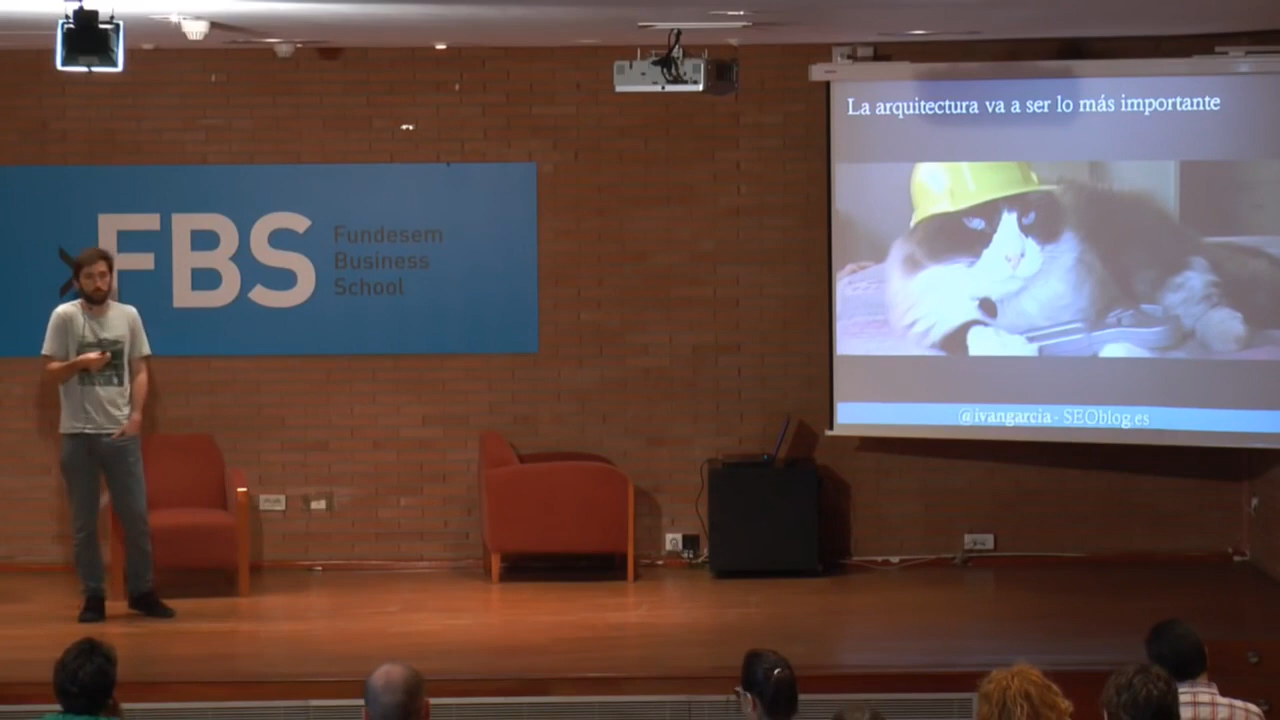 FBS
Fundesem
Business
School
La arquitectura va a ser lo más importante
@ivangarcia - SEOblog.es